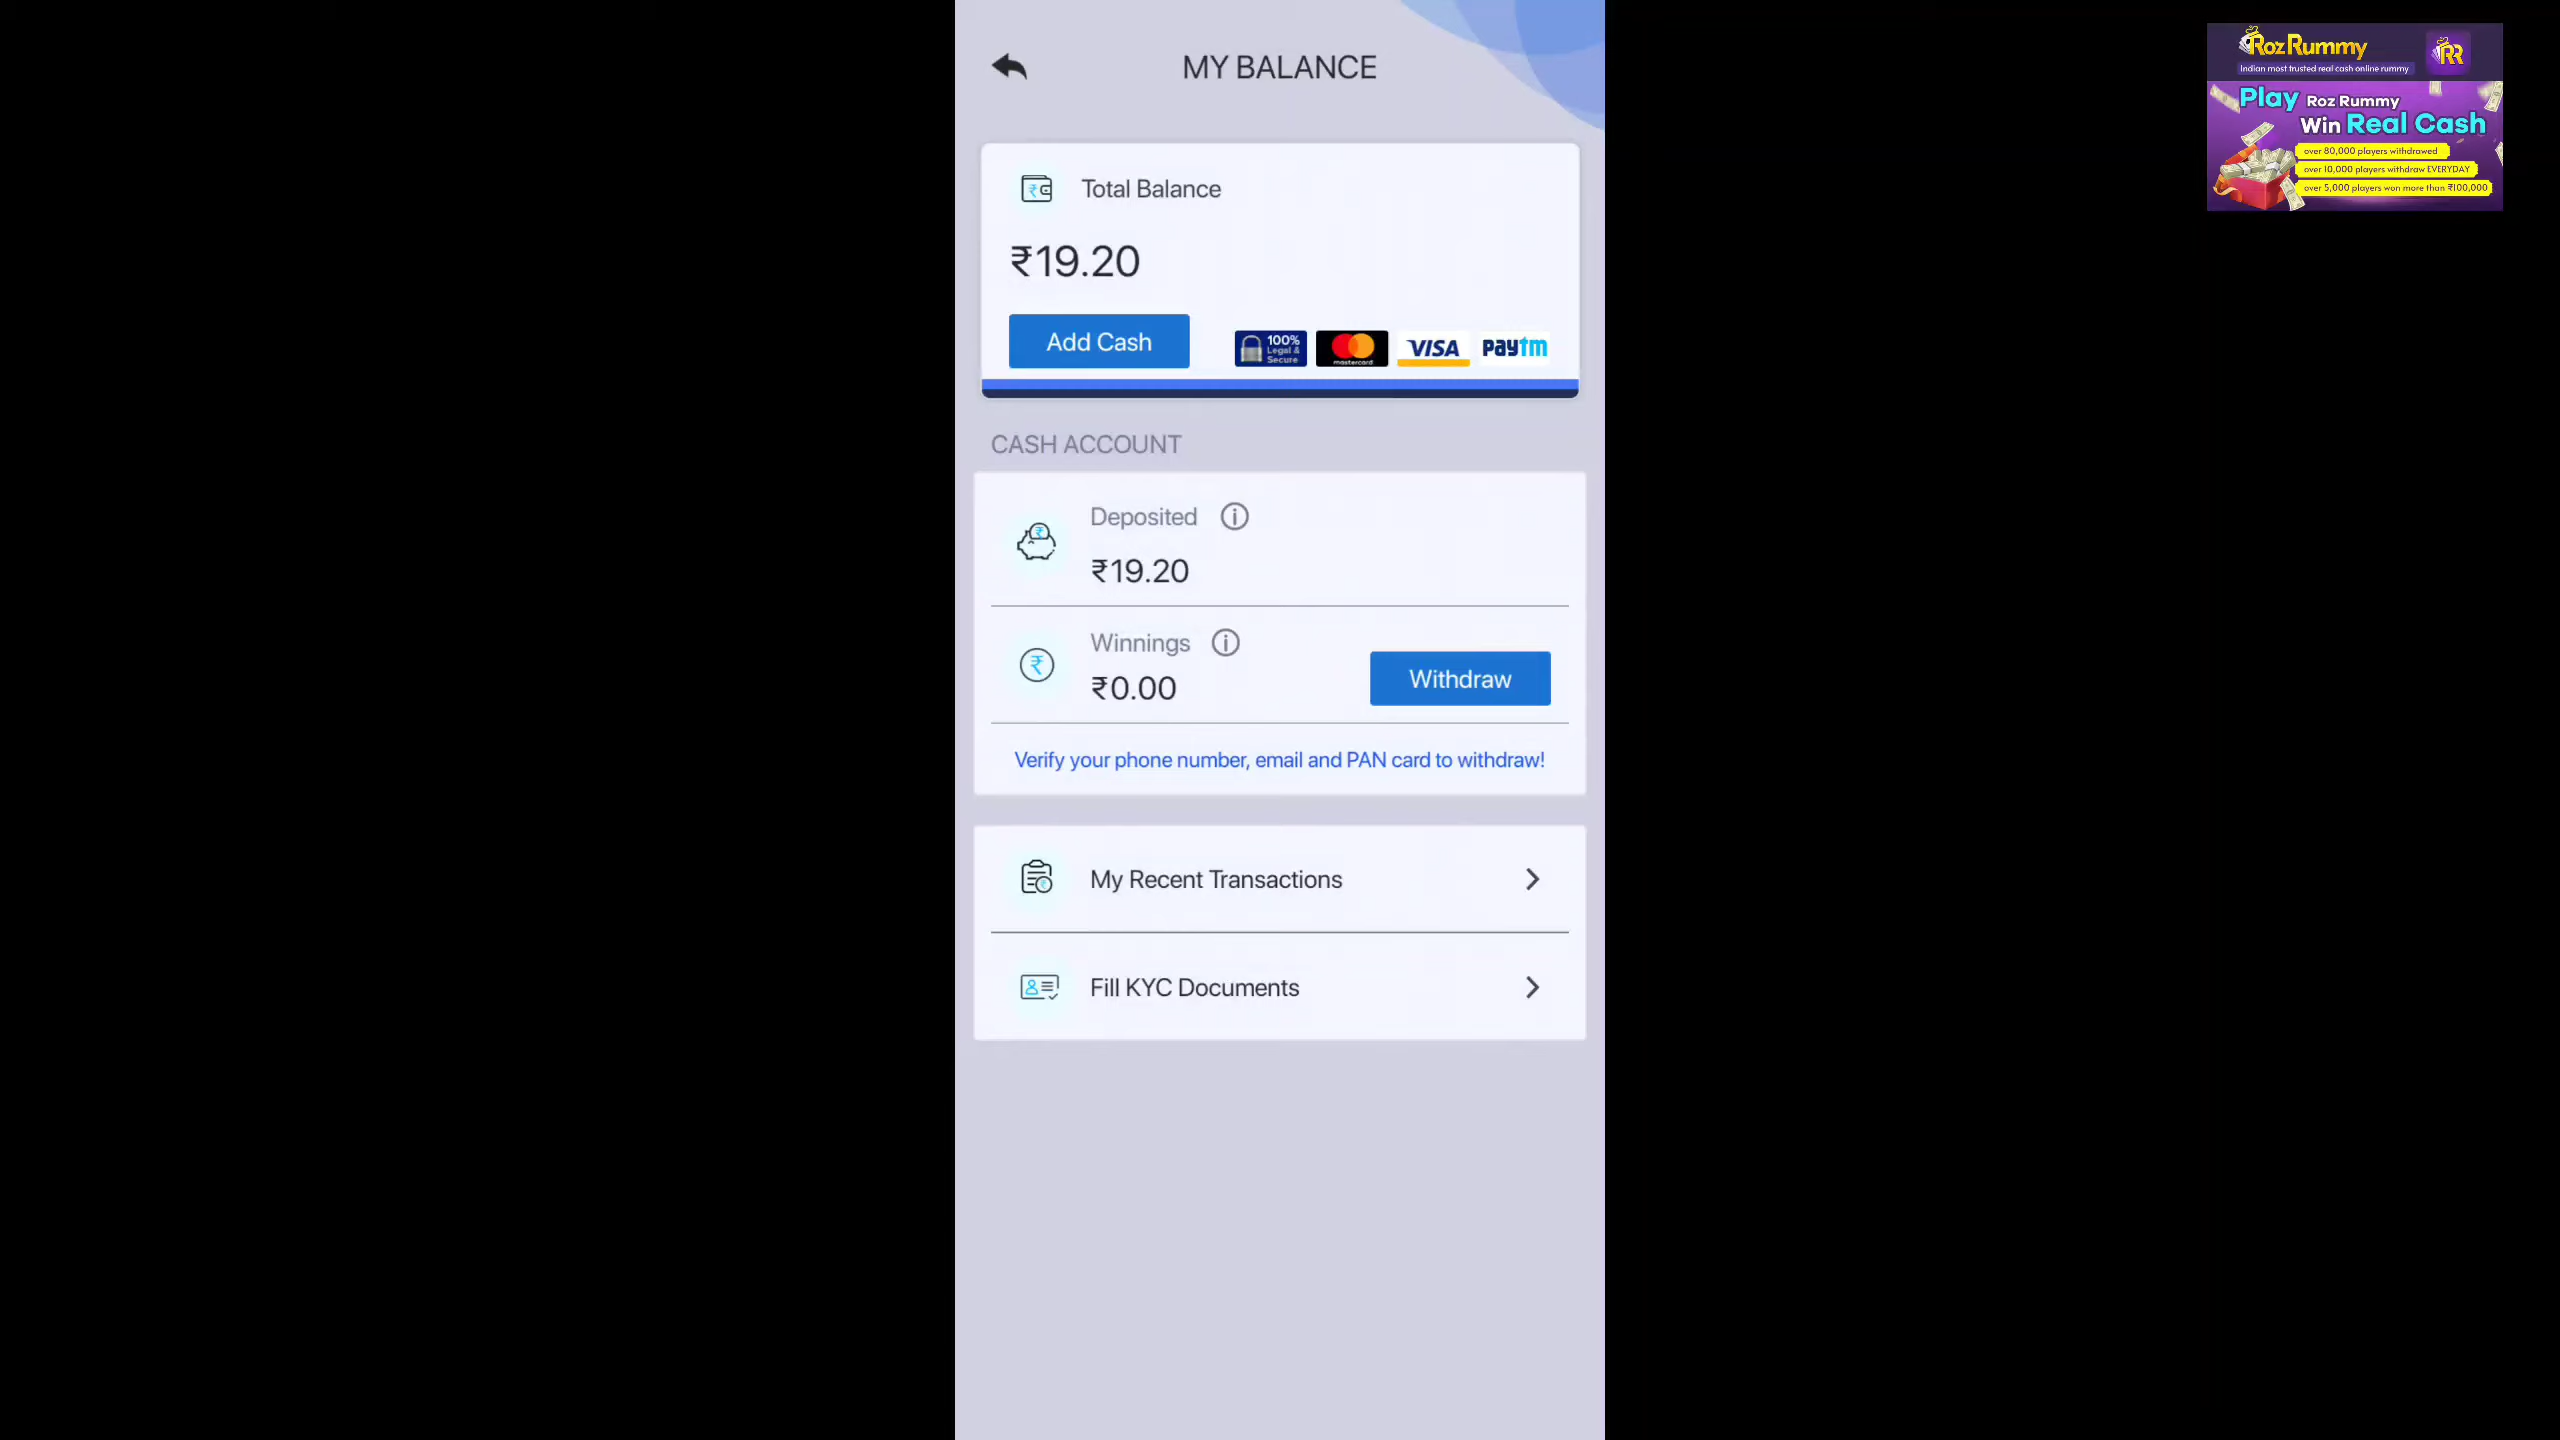 MY BALANCE
Total Balance
₹19.20
Add Cash
100%
Legal &
Secure
mastercard
VISA
paytm
CASH ACCOUNT
Deposited
₹19.20
Winnings
₹0.00
Withdraw
Verify your phone number, email and PAN card to withdraw!
My Recent Transactions
Fill KYC Documents
Roz Rummy
RR
Indian most trusted real cash online rummy
Play Roz Rummy
Win Real Cash
over 80,000 players withdrawed
over 10,000 players withdraw EVERYDAY
over 5,000 players won more than ₹100,000